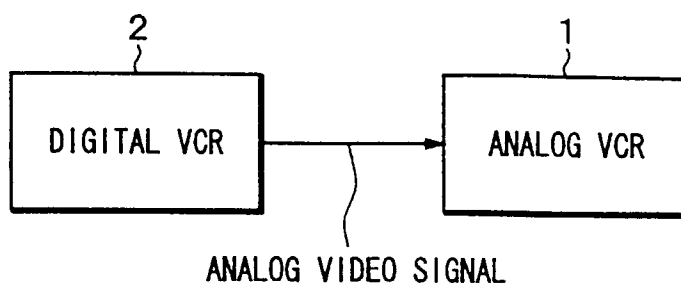 2
1
DIGITAL VCR
ANALOG VCR
ANALOG VIDEO SIGNAL